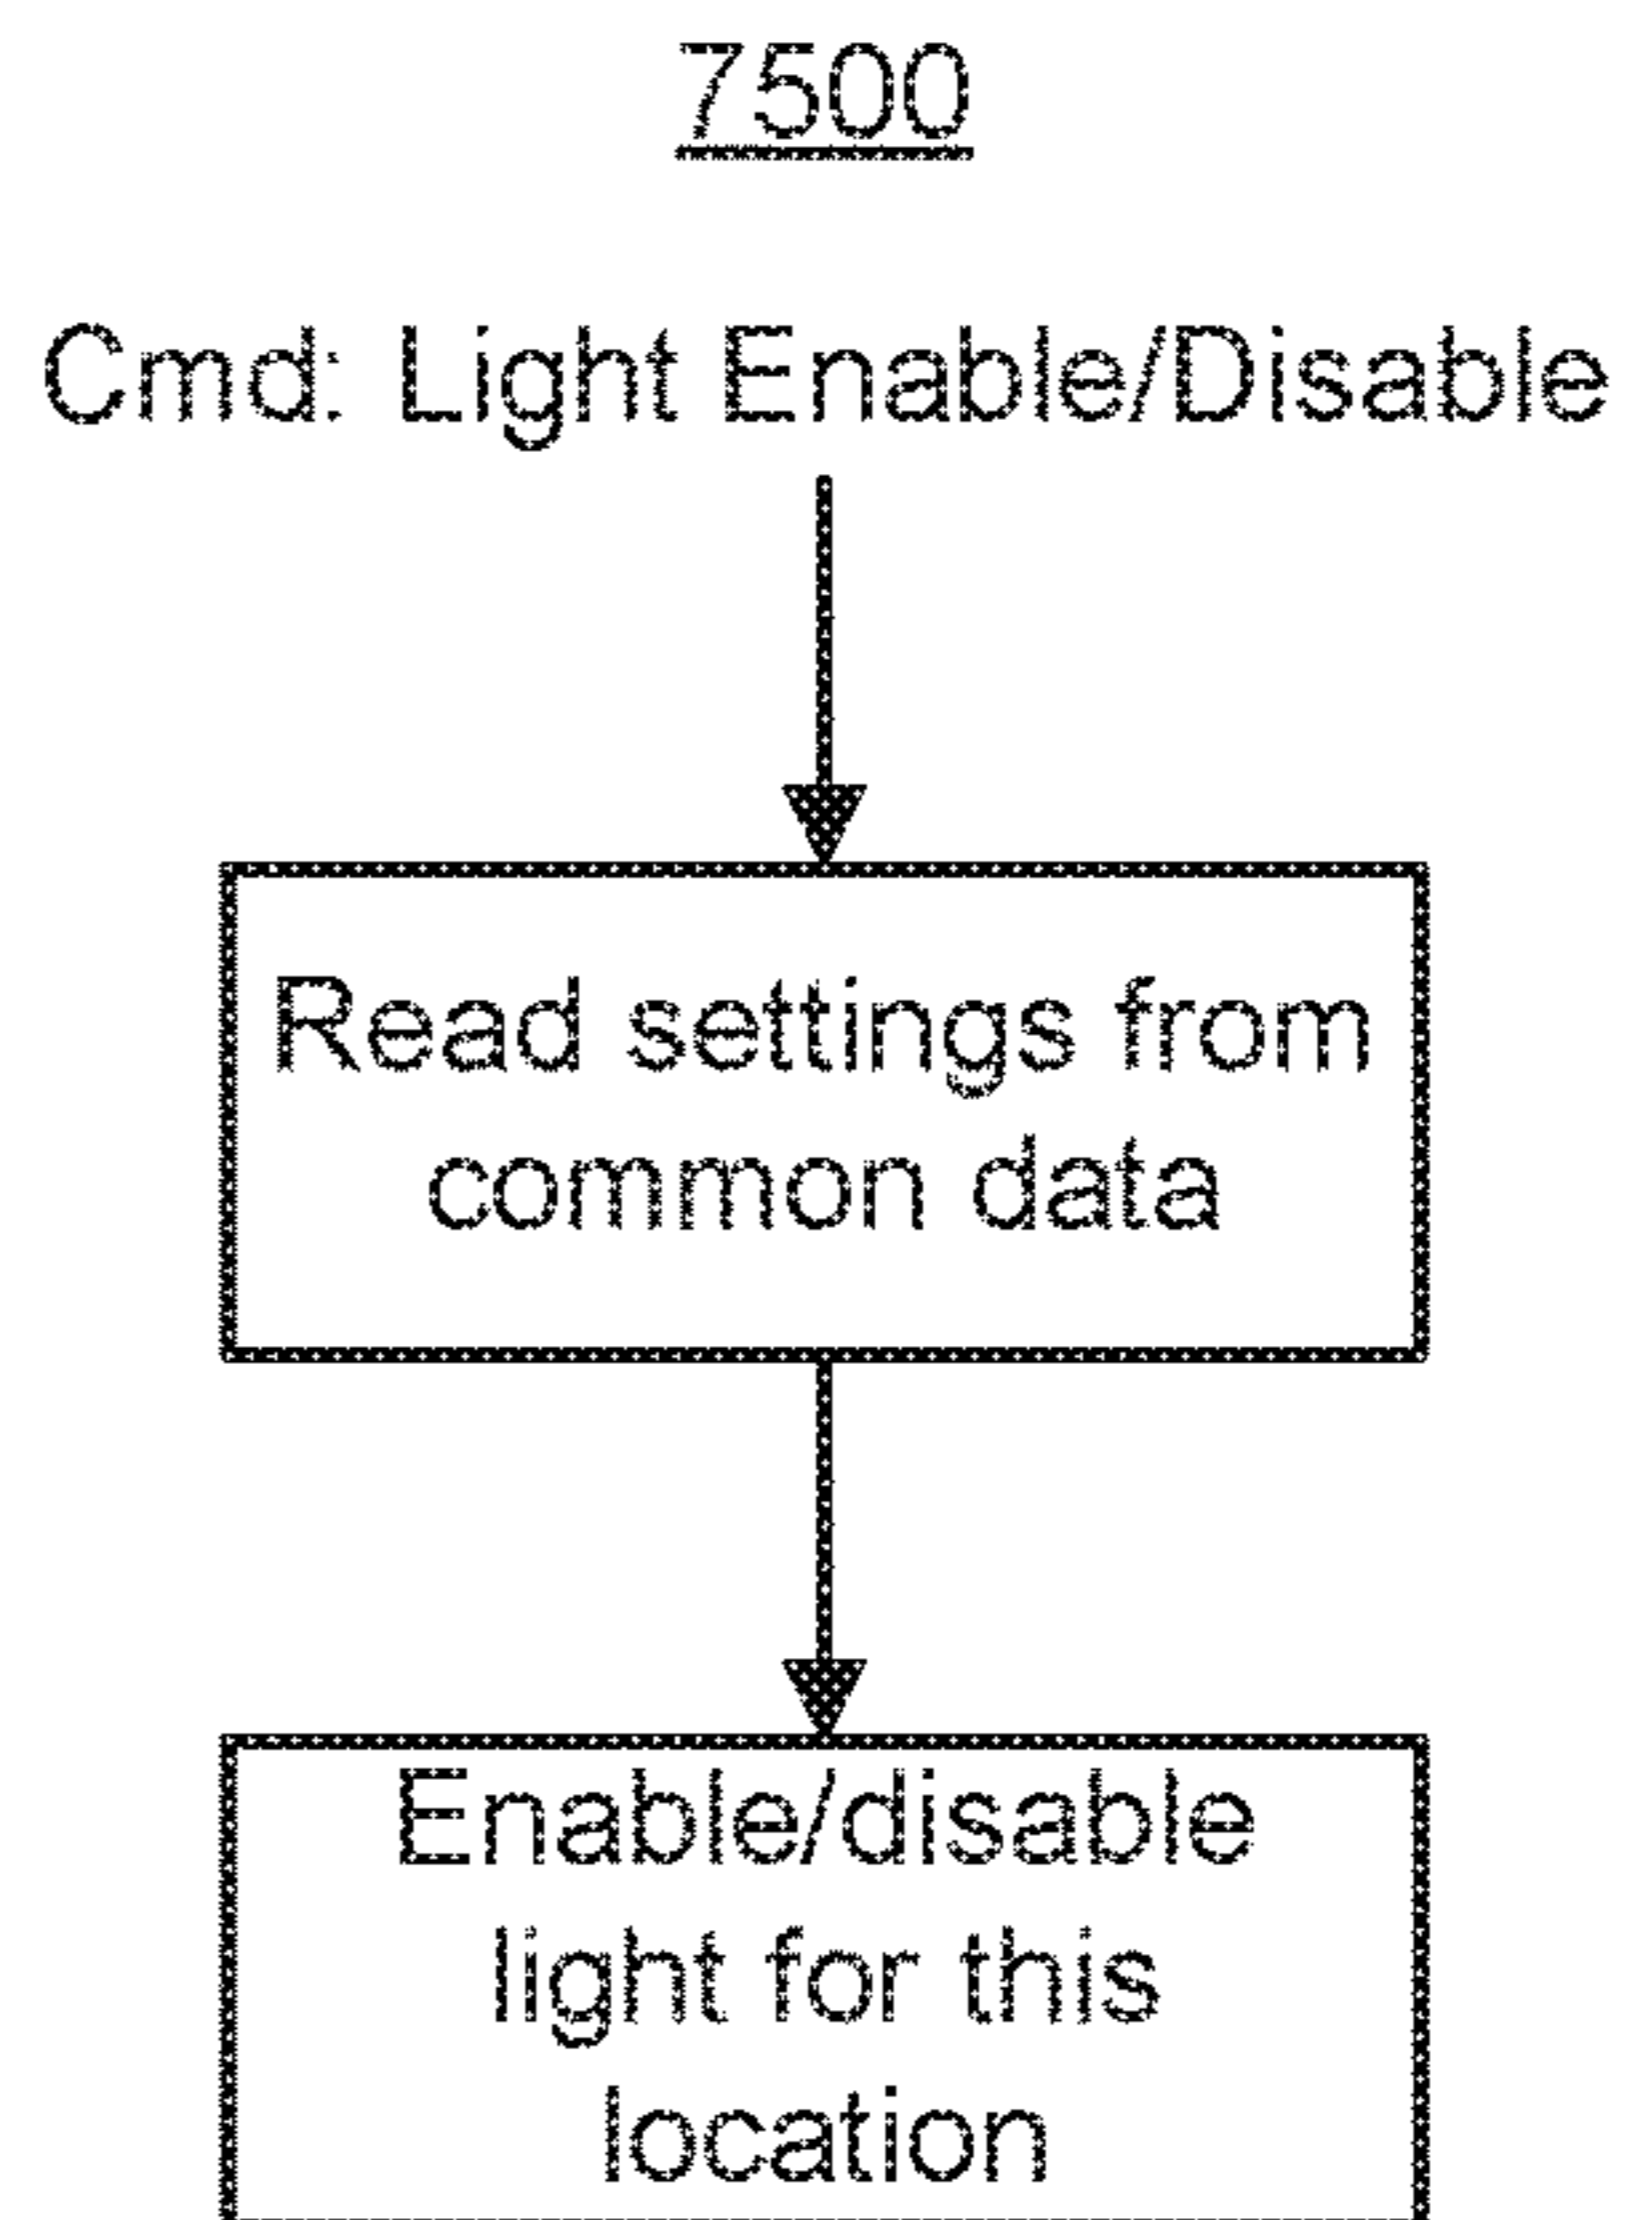 7500
Cmd: Light Enable/Disable
Read settings from
common data
Enable/disable
light for this
location